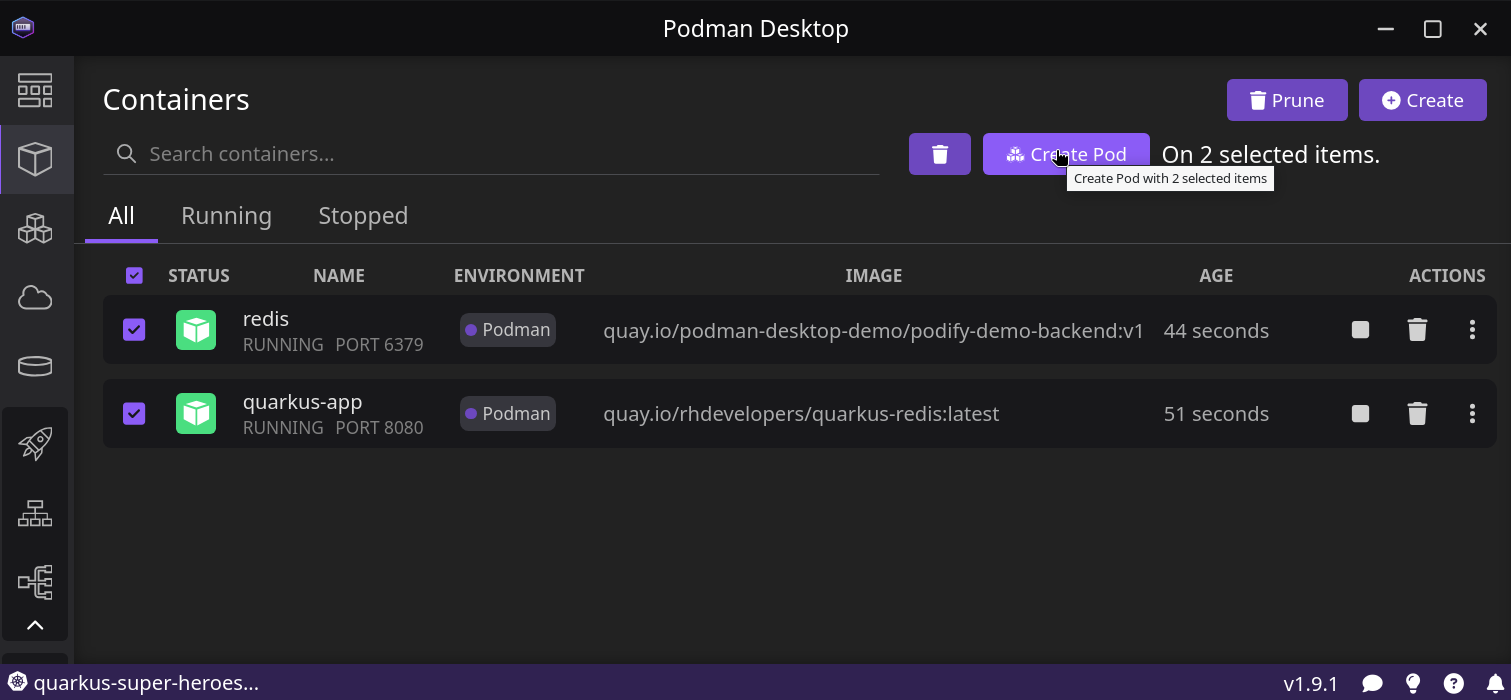 Podman Desktop
Containers
Prune
Create
Search containers...
Create Pod
On 2 selected items.
Create Pod with 2 selected items
All Running Stopped
STATUS NAME ENVIRONMENT IMAGE AGE ACTIONS
redis
RUNNING PORT 6379
Podman
quay.io/podman-desktop-demo/podify-demo-backend:v1
44 seconds
quarkus-app
RUNNING PORT 8080
Podman
quay.io/rhdevelopers/quarkus-redis:latest
51 seconds
quarkus-super-heroes...
v1.9.1